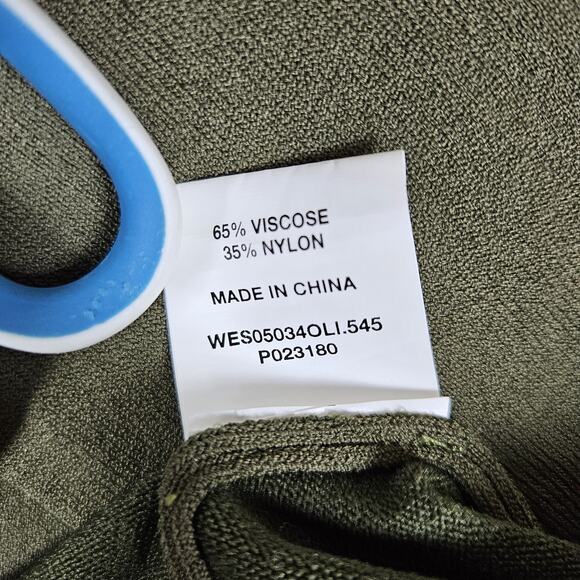 65% VISCOSE
35% NYLON
MADE IN CHINA
WES05034OLI.545
P023180